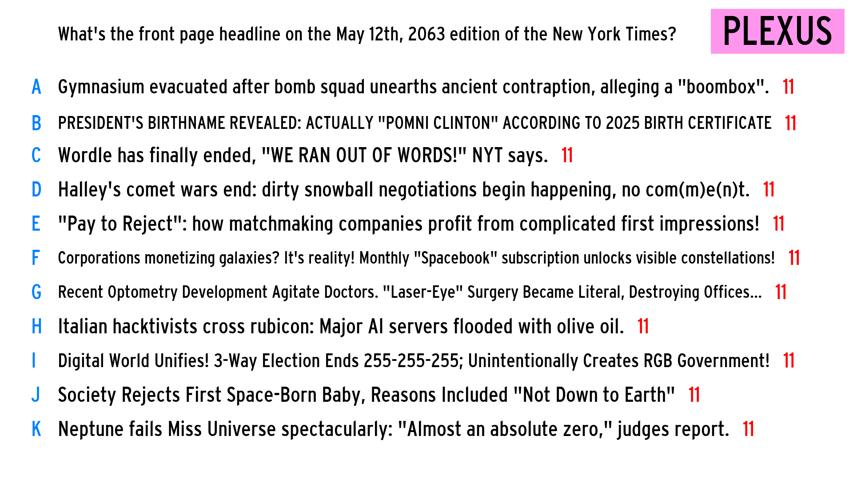 What's the front page headline on the May 12th, 2063 edition of the New York Times?
PLEXUS
A Gymnasium evacuated after bomb squad unearths ancient contraption, alleging a "boombox". 11
B PRESIDENT'S BIRTHNAME REVEALED: ACTUALLY "POMNI CLINTON" ACCORDING TO 2025 BIRTH CERTIFICATE 11
C Wordle has finally ended, "WE RAN OUT OF WORDS!" NYT says. 11
D Halley's comet wars end: dirty snowball negotiations begin happening, no com(m)e(n)t. 11
E "Pay to Reject": how matchmaking companies profit from complicated first impressions! 11
F Corporations monetizing galaxies? It's reality! Monthly "Spacebook" subscription unlocks visible constellations! 11
G Recent Optometry Development Agitate Doctors. "Laser-Eye" Surgery Became Literal, Destroying Offices... 11
H Italian hacktivists cross rubicon: Major AI servers flooded with olive oil. 11
I Digital World Unifies! 3-Way Election Ends 255-255-255; Unintentionally Creates RGB Government! 11
J Society Rejects First Space-Born Baby, Reasons Included "Not Down to Earth" 11
K Neptune fails Miss Universe spectacularly: "Almost an absolute zero," judges report. 11